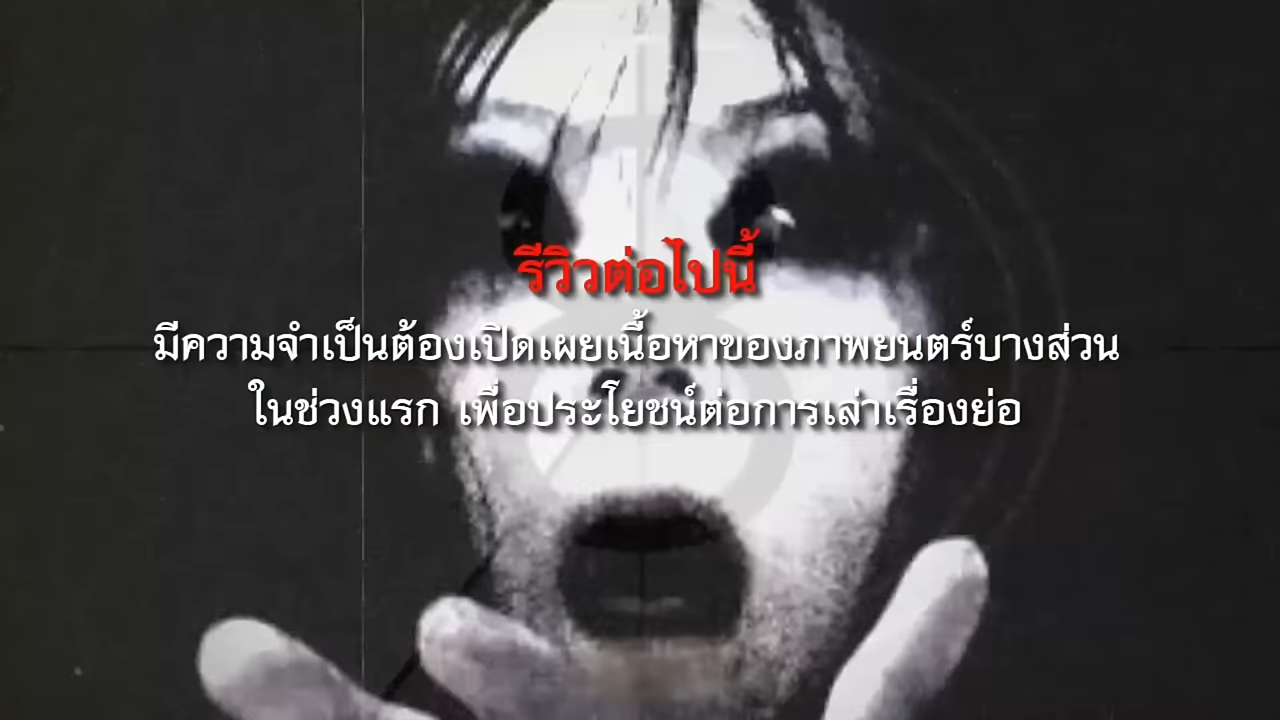 รีวิวต่อไปนี้
มีความจำเป็นต้องเปิดเผยเนื้อหาของภาพยนตร์บางส่วน
ในช่วงแรก เพื่อประโยชน์ต่อการเล่าเรื่องย่อ